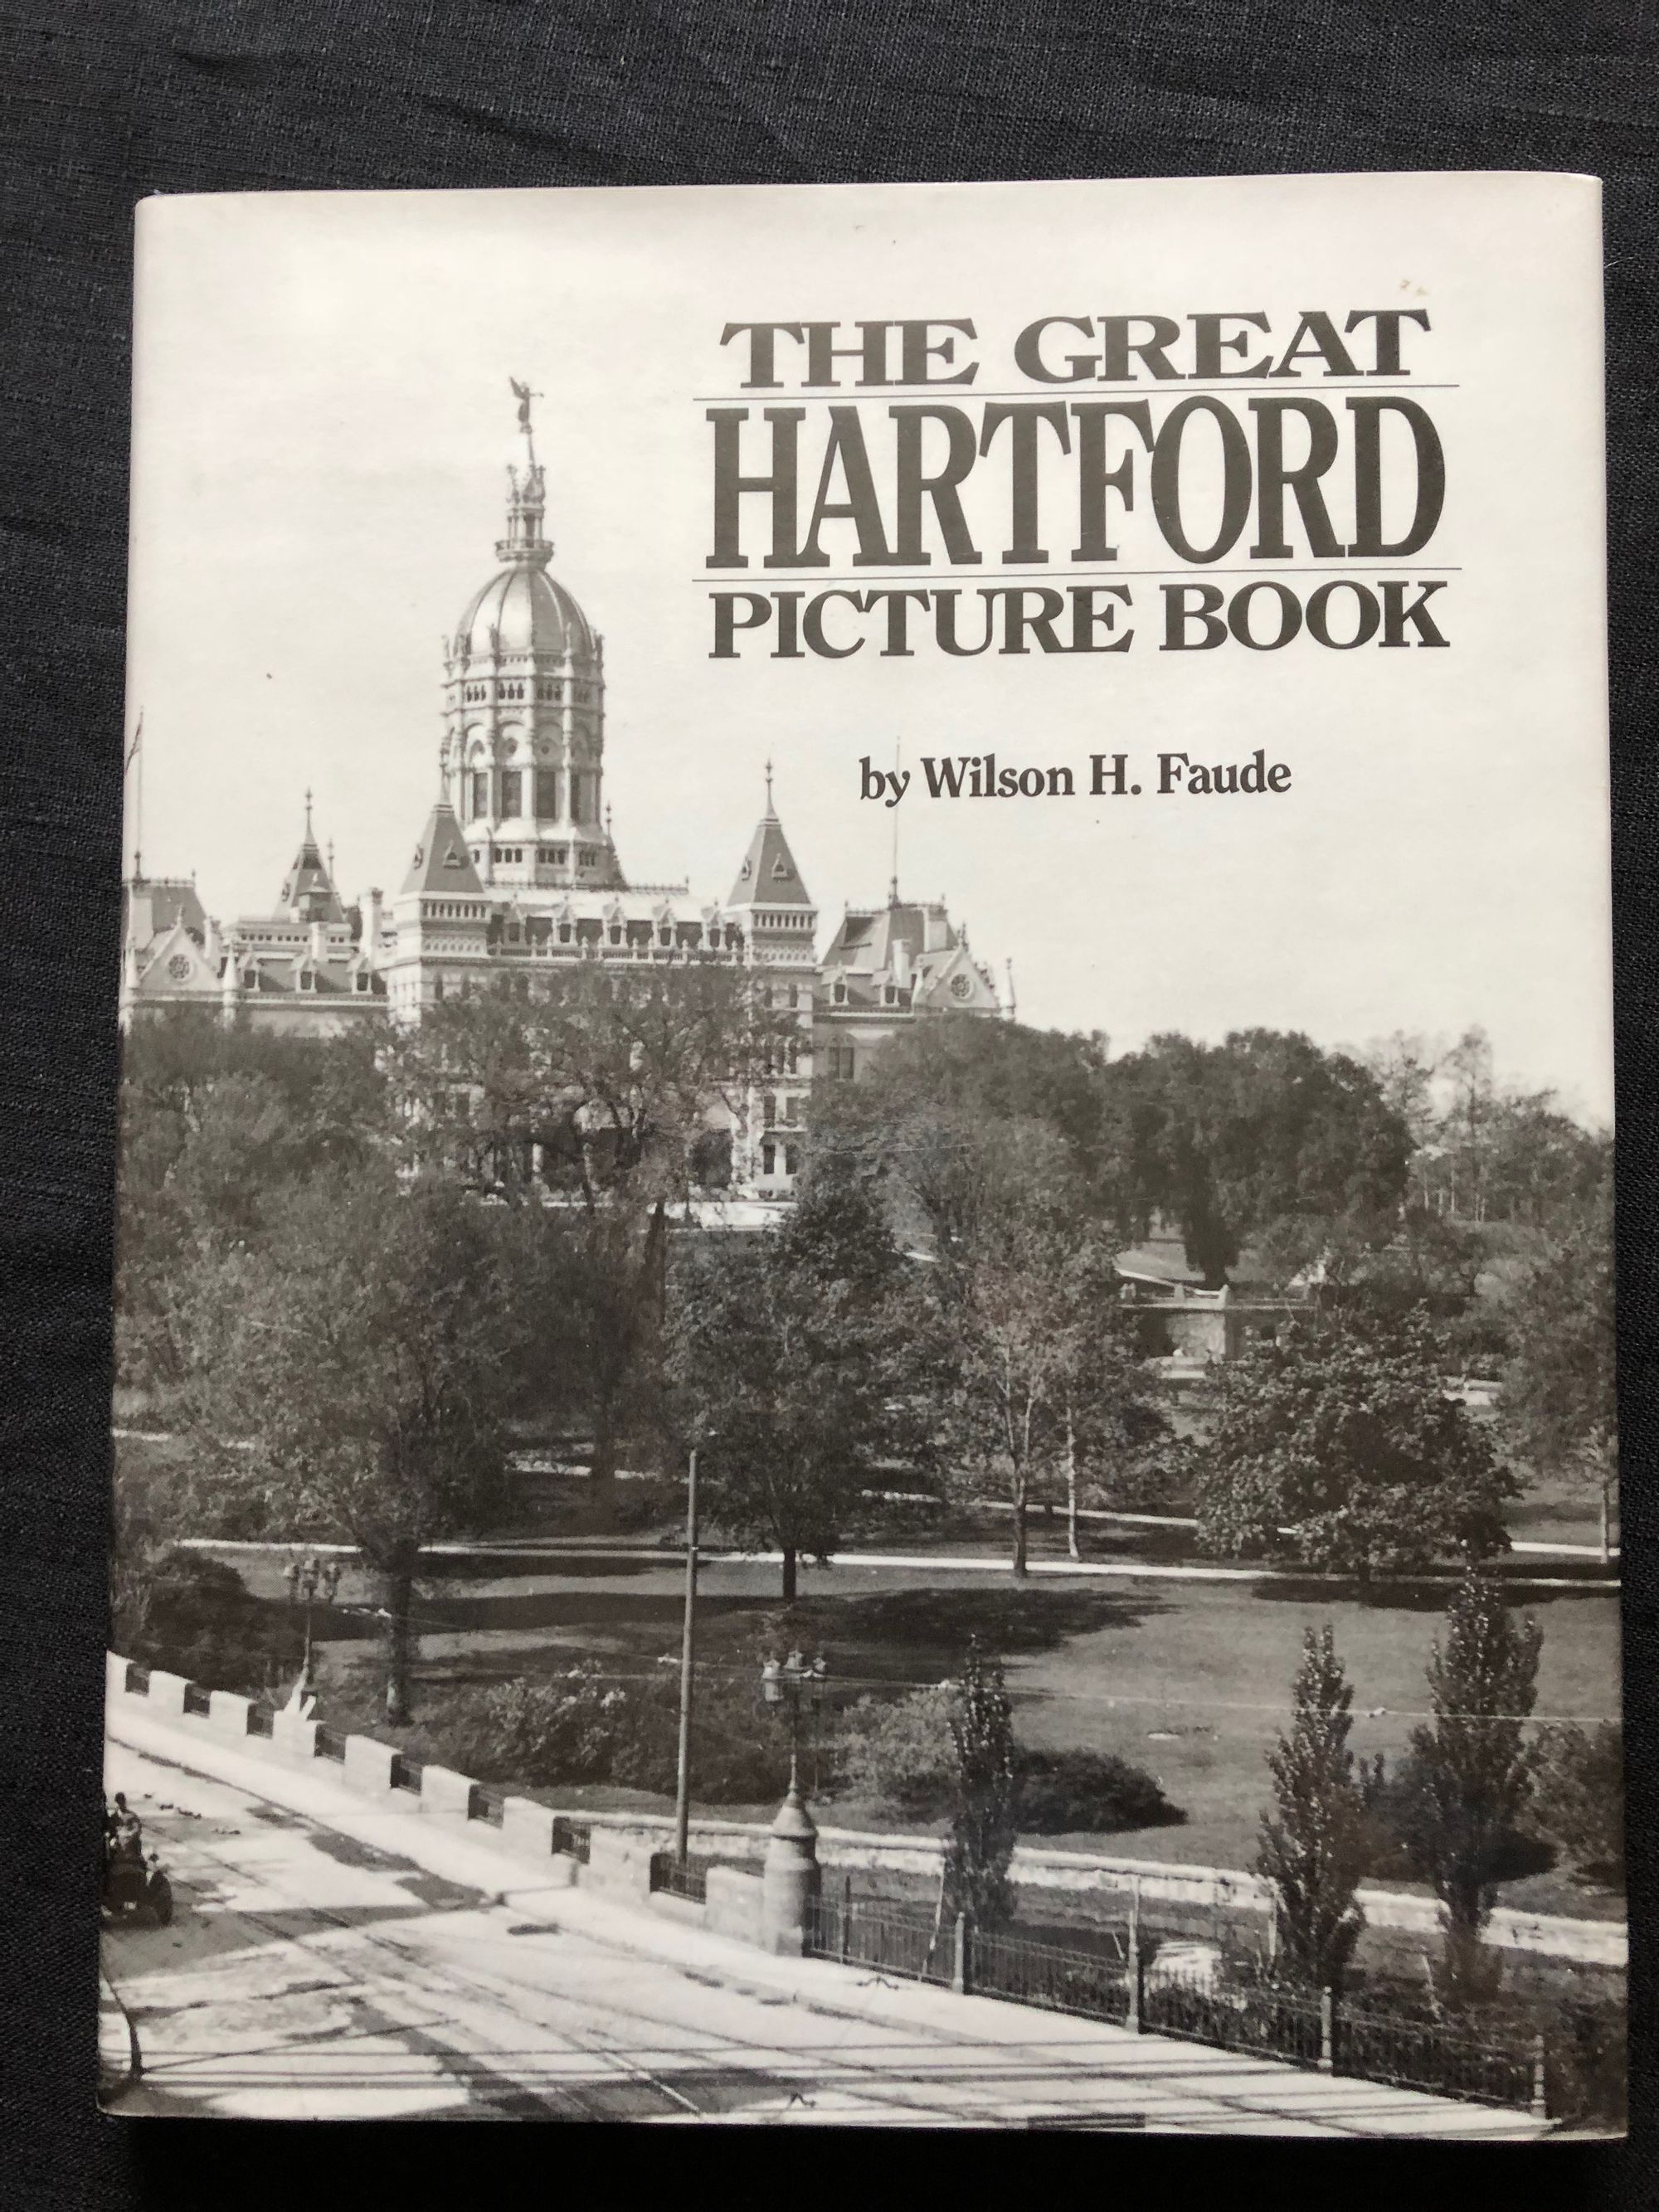 THE GREAT
HARTFORD
PICTURE BOOK
by Wilson H. Faude